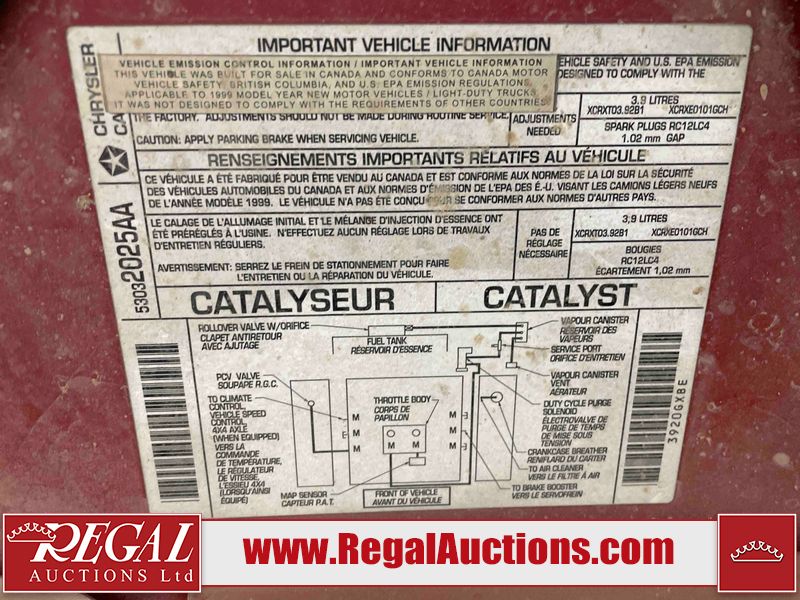 IMPORTANT VEHICLE INFORMATION
VEHICLE EMISSION CONTROL INFORMATION / IMPORTANT VEHICLE INFORMATION
THIS VEHICLE WAS BUILT FOR SALE IN CANADA AND CONFORMS TO CANADA MOTOR
VEHICLE SAFETY, BRITISH COLUMBIA, AND U.S. EPA EMISSION REGULATIONS.
APPLICABLE TO 1999 MODEL YEAR NEW MOTOR VEHICLES / LIGHT-DUTY TRUCKS
IT WAS NOT DESIGNED TO COMPLY WITH THE REGULATIONS OF OTHER COUNTRIES
EHICLE SAFETY AND U.S. EPA EMISSION
DESIGNED TO COMPLY WITH THE
THE FACTORY. ADJUSTMENTS SHOULD NOT BE MADE DURING ROUTINE SERVICE.
CAUTION: APPLY PARKING BRAKE WHEN SERVICING VEHICLE.
ADJUSTMENTS
NEEDED
3.9 LITRES
XCRXT03.92B1 XCRXE0101GCH
SPARK PLUGS RC12LC4
1.02 mm GAP
RENSEIGNEMENTS IMPORTANTS RELATIFS AU VÉHICULE
CE VÉHICULE A ÉTÉ FABRIQUÉ POUR ÊTRE VENDU AU CANADA ET EST CONFORME AUX NORMES DE LA LOI SUR LA SÉCURITÉ
DES VÉHICULES AUTOMOBILES DU CANADA ET AUX NORMES D'ÉMISSION DE L'EPA DES É.-U. VISANT LES CAMIONS LÉGERS NEUFS
DE L'ANNÉE MODÈLE 1999. LE VÉHICULE N'A PAS ÉTÉ CONÇU POUR SE CONFORMER AUX NORMES D'AUTRES PAYS.
LE CALAGE DE L'ALLUMAGE INITIAL ET LE MÉLANGE D'INJECTION D'ESSENCE ONT
ÉTÉ PRÉRÉGLÉS À L'USINE. N'EFFECTUEZ AUCUN RÉGLAGE LORS DE TRAVAUX
D'ENTRETIEN RÉGULIERS.
AVERTISSEMENT: SERREZ LE FREIN DE STATIONNEMENT POUR FAIRE
L'ENTRETIEN OU LA RÉPARATION DU VÉHICULE.
PAS DE
RÉGLAGE
NÉCESSAIRE
3,9 LITRES
XCRXT03.92B1 XCRXE0101GCH
BOUGIES
RC12LC4
ÉCARTEMENT 1,02 mm
CHRYSLER
CA
53032025AA
CATALYSEUR
CATALYST
ROLLOVER VALVE W/ORIFICE
CLAPET ANTIRETOUR
AVEC AJUTAGE
FUEL TANK
RÉSERVOIR D'ESSENCE
VAPOUR CANISTER
RÉSERVOIR DES
VAPEURS
SERVICE PORT
ORIFICE D'ENTRETIEN
VAPOUR CANISTER
VENT
AÉRATEUR
PCV VALVE
SOUPAPE R.G.C.
THROTTLE BODY
CORPS DE
PAPILLON
DUTY CYCLE PURGE
SOLENOID
ÉLECTROVALVE DE
PURGE DE TEMPS
DE MISE SOUS
TENSION
TO CLIMATE
CONTROL,
VEHICLE SPEED
CONTROL,
4X4 AXLE
(WHEN EQUIPPED)
VERS LA
COMMANDE
DE TEMPÉRATURE,
LE RÉGULATEUR
DE VITESSE,
L'ESSIEU 4X4
(LORSQU'AINSI
ÉQUIPÉ)
M M
M M M M
M M
CRANKCASE BREATHER
RENIFLARD DU CARTER
TO AIR CLEANER
VERS LE FILTRE À AIR
TO BRAKE BOOSTER
VERS LE SERVOFREIN
MAP SENSOR
CAPTEUR P.A.T.
FRONT OF VEHICLE
AVANT DU VÉHICULE
3920GXBE
REGAL
AUCTIONS Ltd
www.RegalAuctions.com